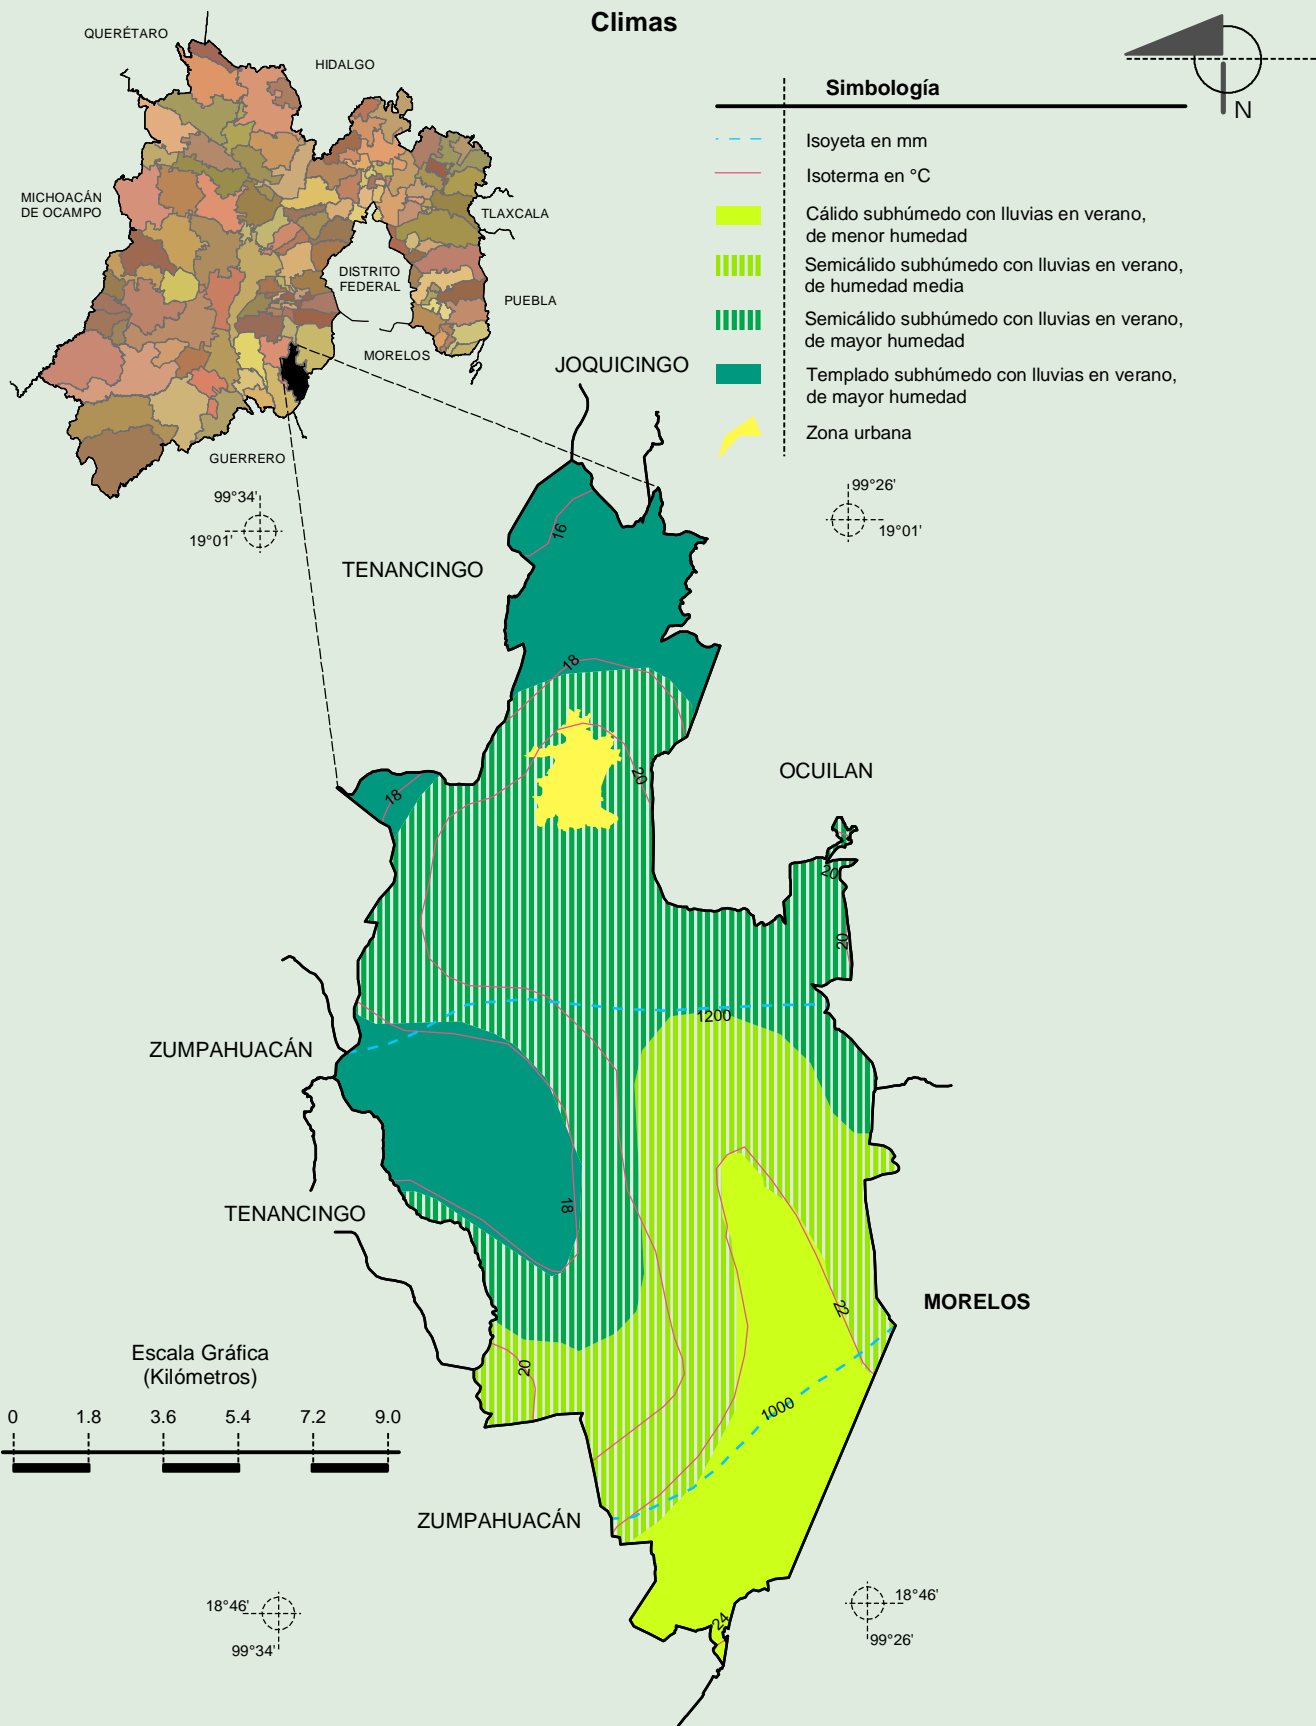 Climas
QUERÉTARO
HIDALGO
MICHOACÁN
DE OCAMPO
TLAXCALA
DISTRITO
FEDERAL
PUEBLA
MORELOS
GUERRERO
N
Simbología
Isoyeta en mm
Isoterma en °C
Cálido subhúmedo con lluvias en verano,
de menor humedad
Semicálido subhúmedo con lluvias en verano,
de humedad media
Semicálido subhúmedo con lluvias en verano,
de mayor humedad
Templado subhúmedo con lluvias en verano,
de mayor humedad
Zona urbana
JOQUICINGO
99°34'
19°01'
99°26'
19°01'
16
TENANCINGO
18
20
OCUILAN
18
20
20
1200
ZUMPAHUACÁN
18
TENANCINGO
22
MORELOS
20
1000
Escala Gráfica
(Kilómetros)
0 1.8 3.6 5.4 7.2 9.0
ZUMPAHUACÁN
24
18°46'
99°34'
18°46'
99°26'